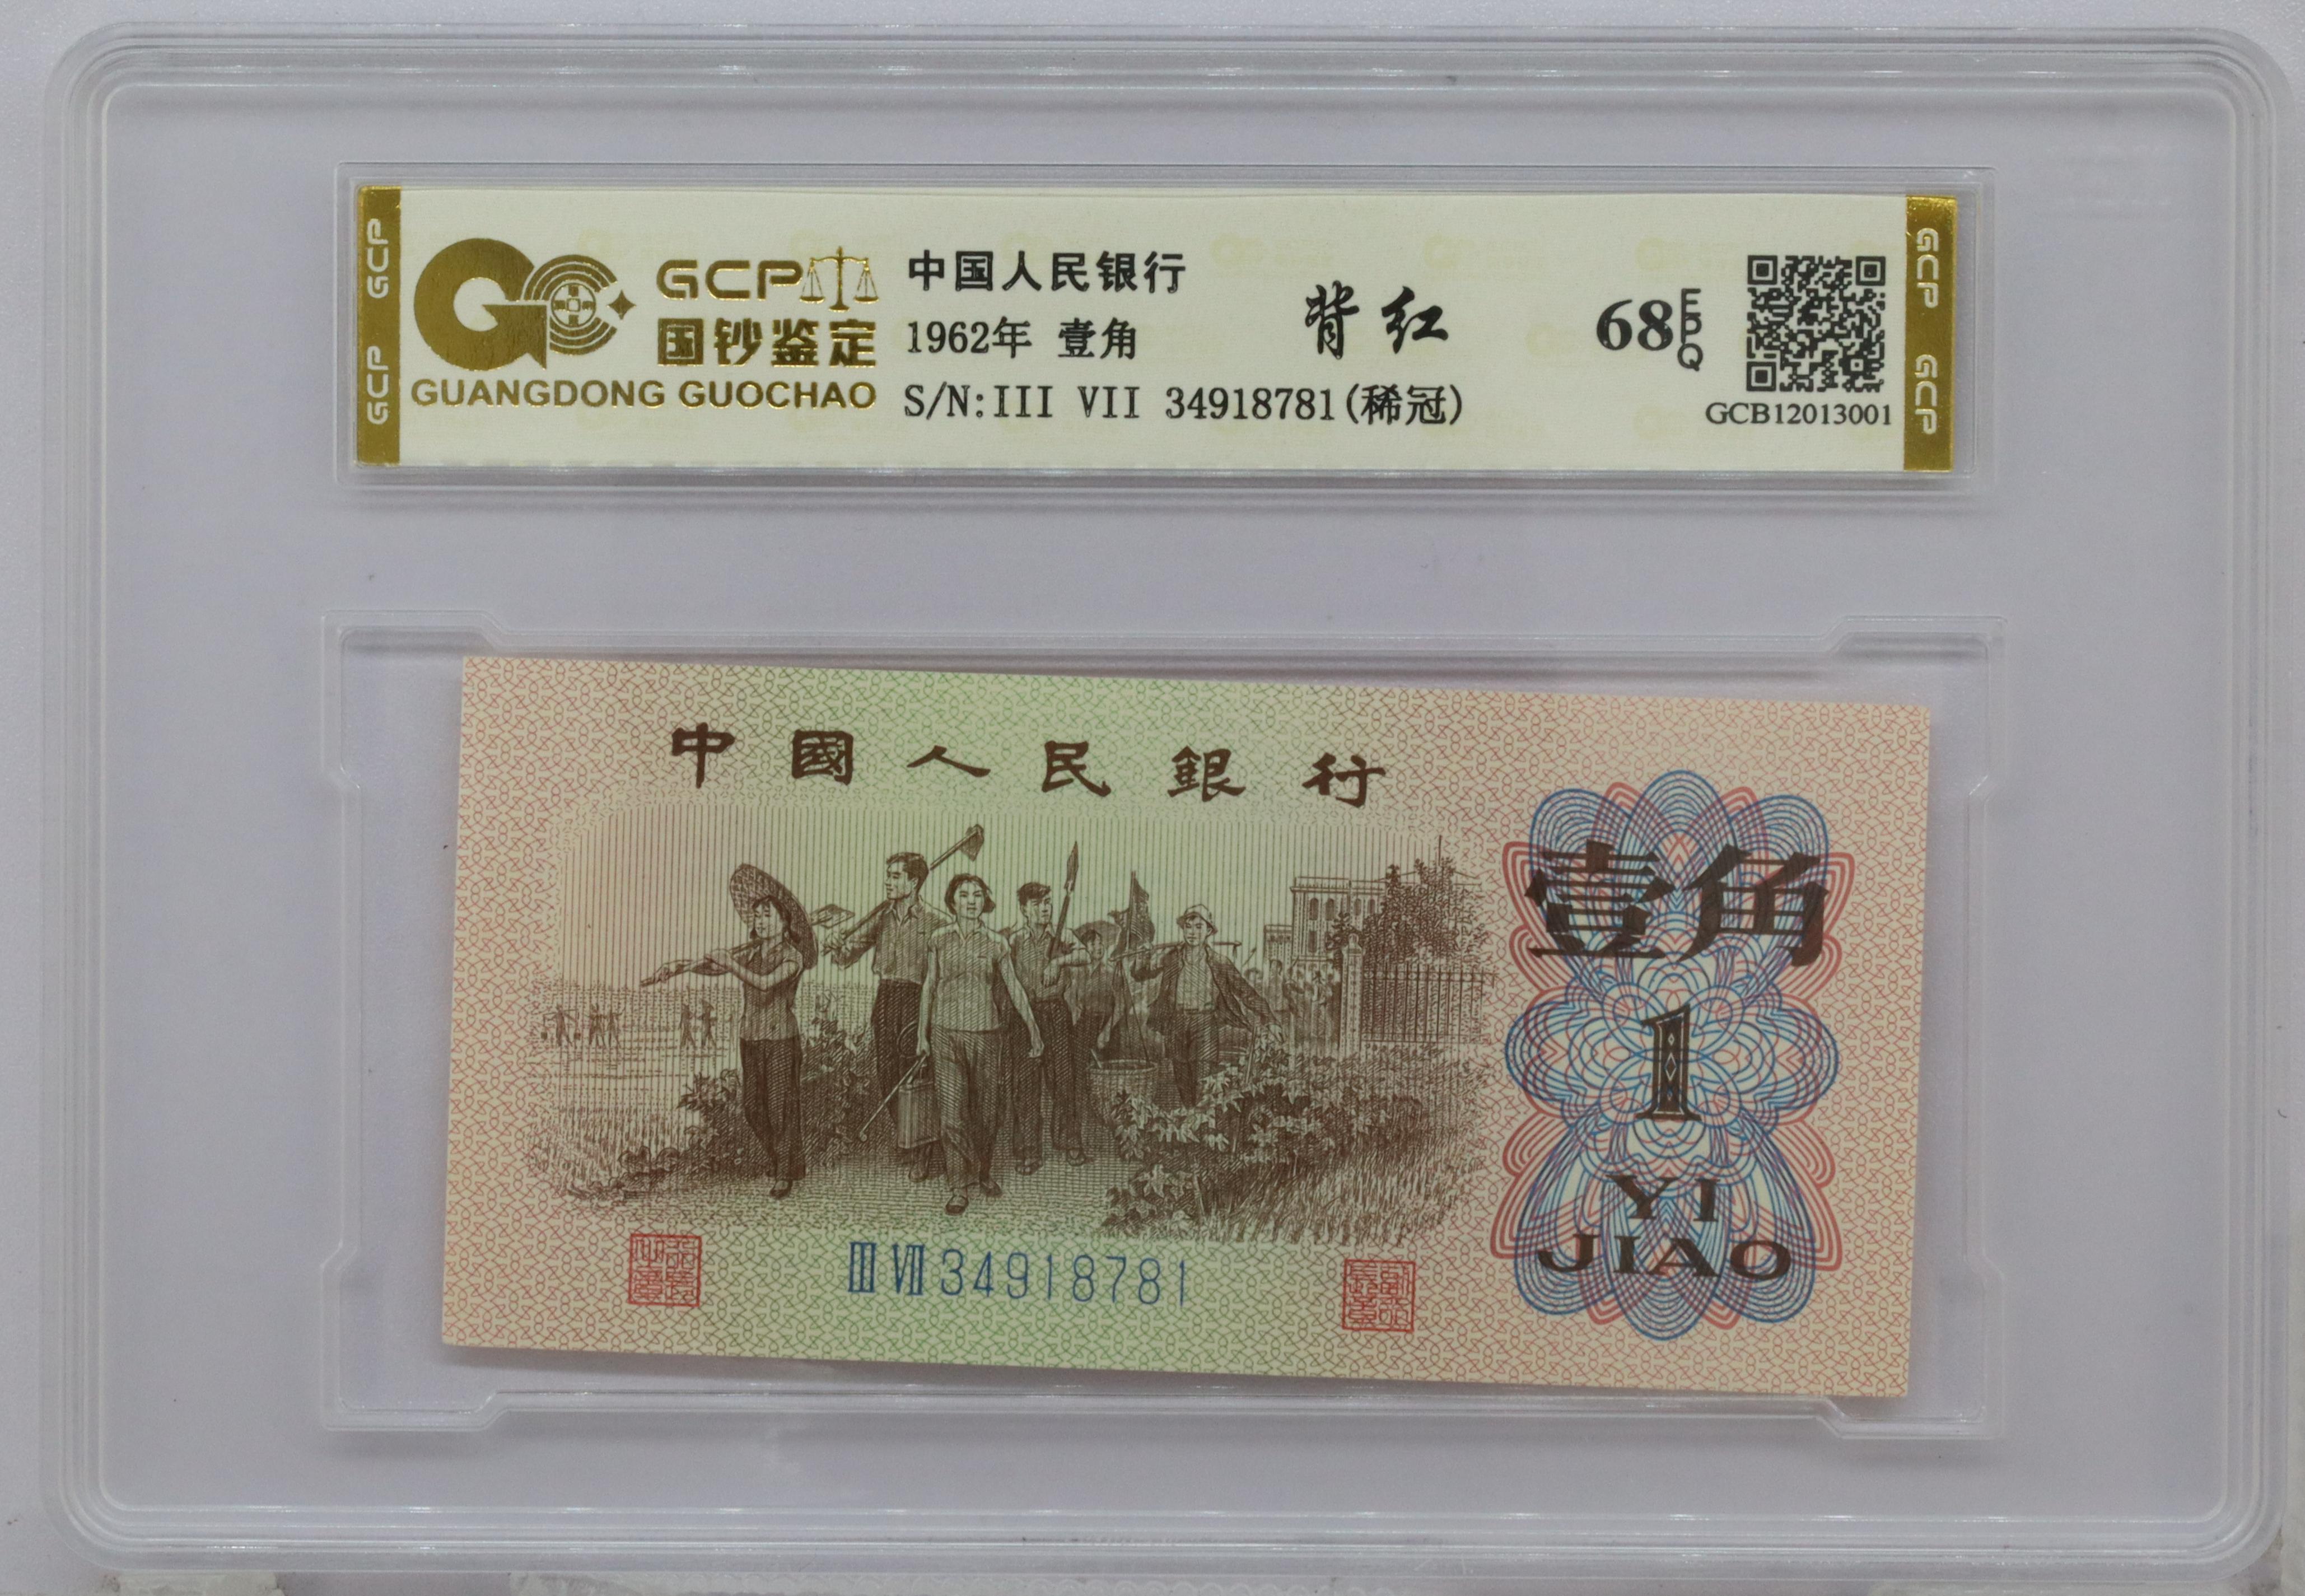 GCP
GCP
GCP
国钞鉴定
GUANGDONG GUOCHAO
中国人民银行
1962年 壹角
S/N:III VII 34918781(稀冠)
背红
68 EPQ
GCB12013001
GCP
GCP
中國人民銀行
壹角
1
YI
JIAO
III VII 34918781